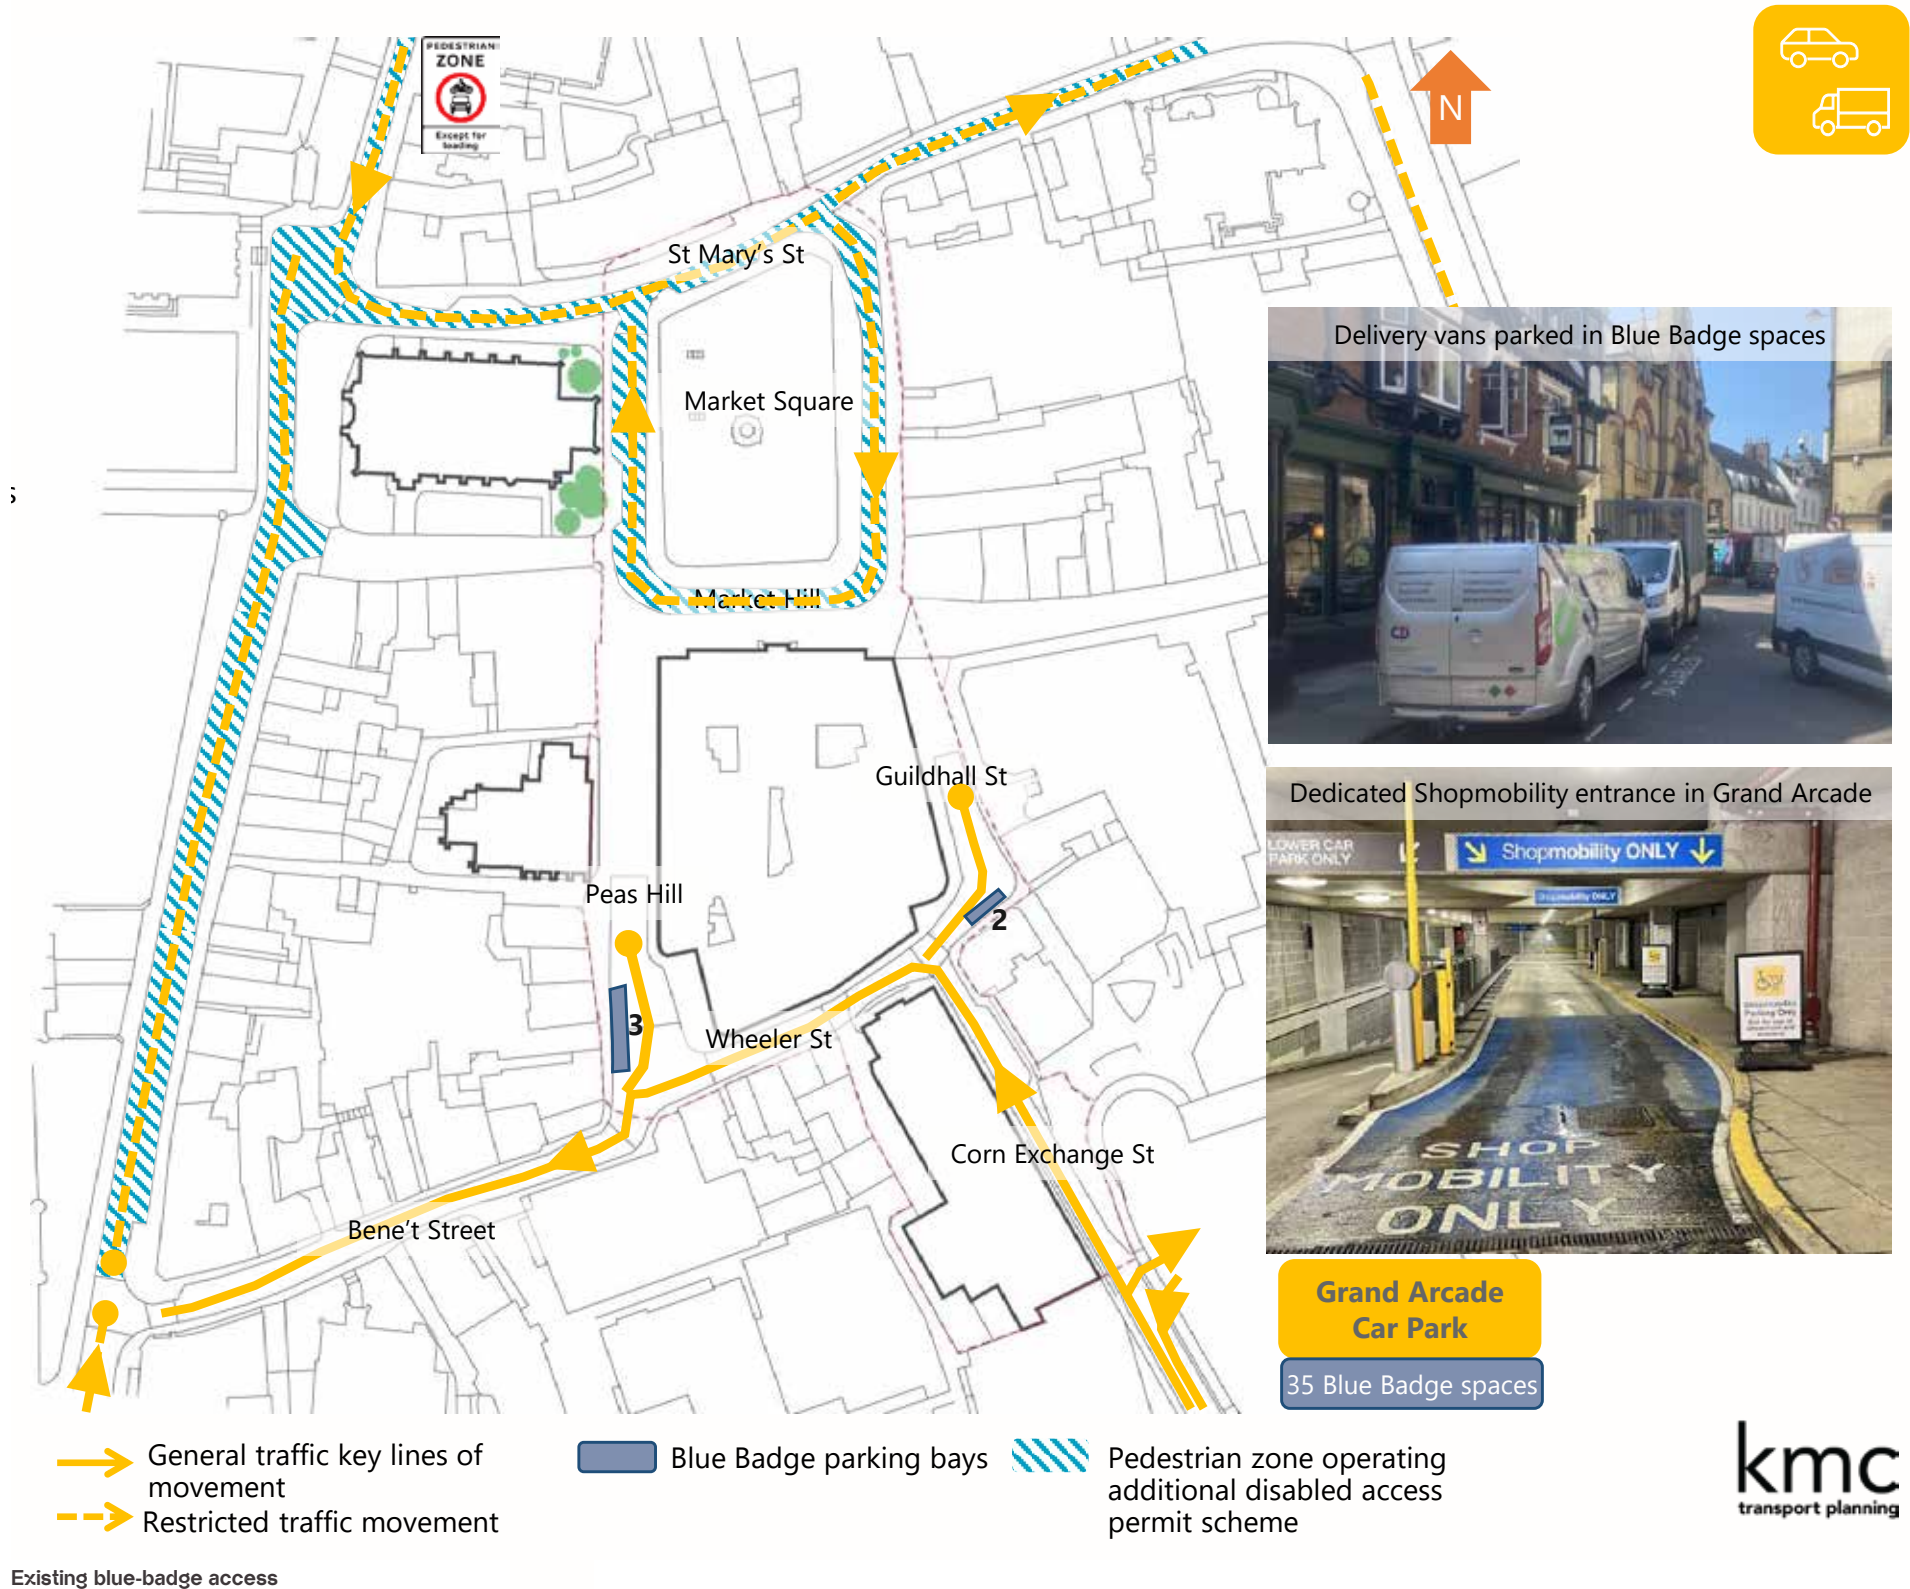 PEDESTRIAN
ZONE
Except for
loading
N
St Mary's St
Market Square
Market Hill
Guildhall St
Peas Hill
2
3
Wheeler St
Corn Exchange St
Bene't Street
s
Delivery vans parked in Blue Badge spaces
Dedicated Shopmobility entrance in Grand Arcade
LOWER CAR
PARK ONLY
Shopmobility ONLY
Shopmobility ONLY
SHOP
MOBILITY
ONLY
Grand Arcade
Car Park
35 Blue Badge spaces
General traffic key lines of
movement
Restricted traffic movement
Blue Badge parking bays
Pedestrian zone operating
additional disabled access
permit scheme
kmc
transport planning
Existing blue-badge access